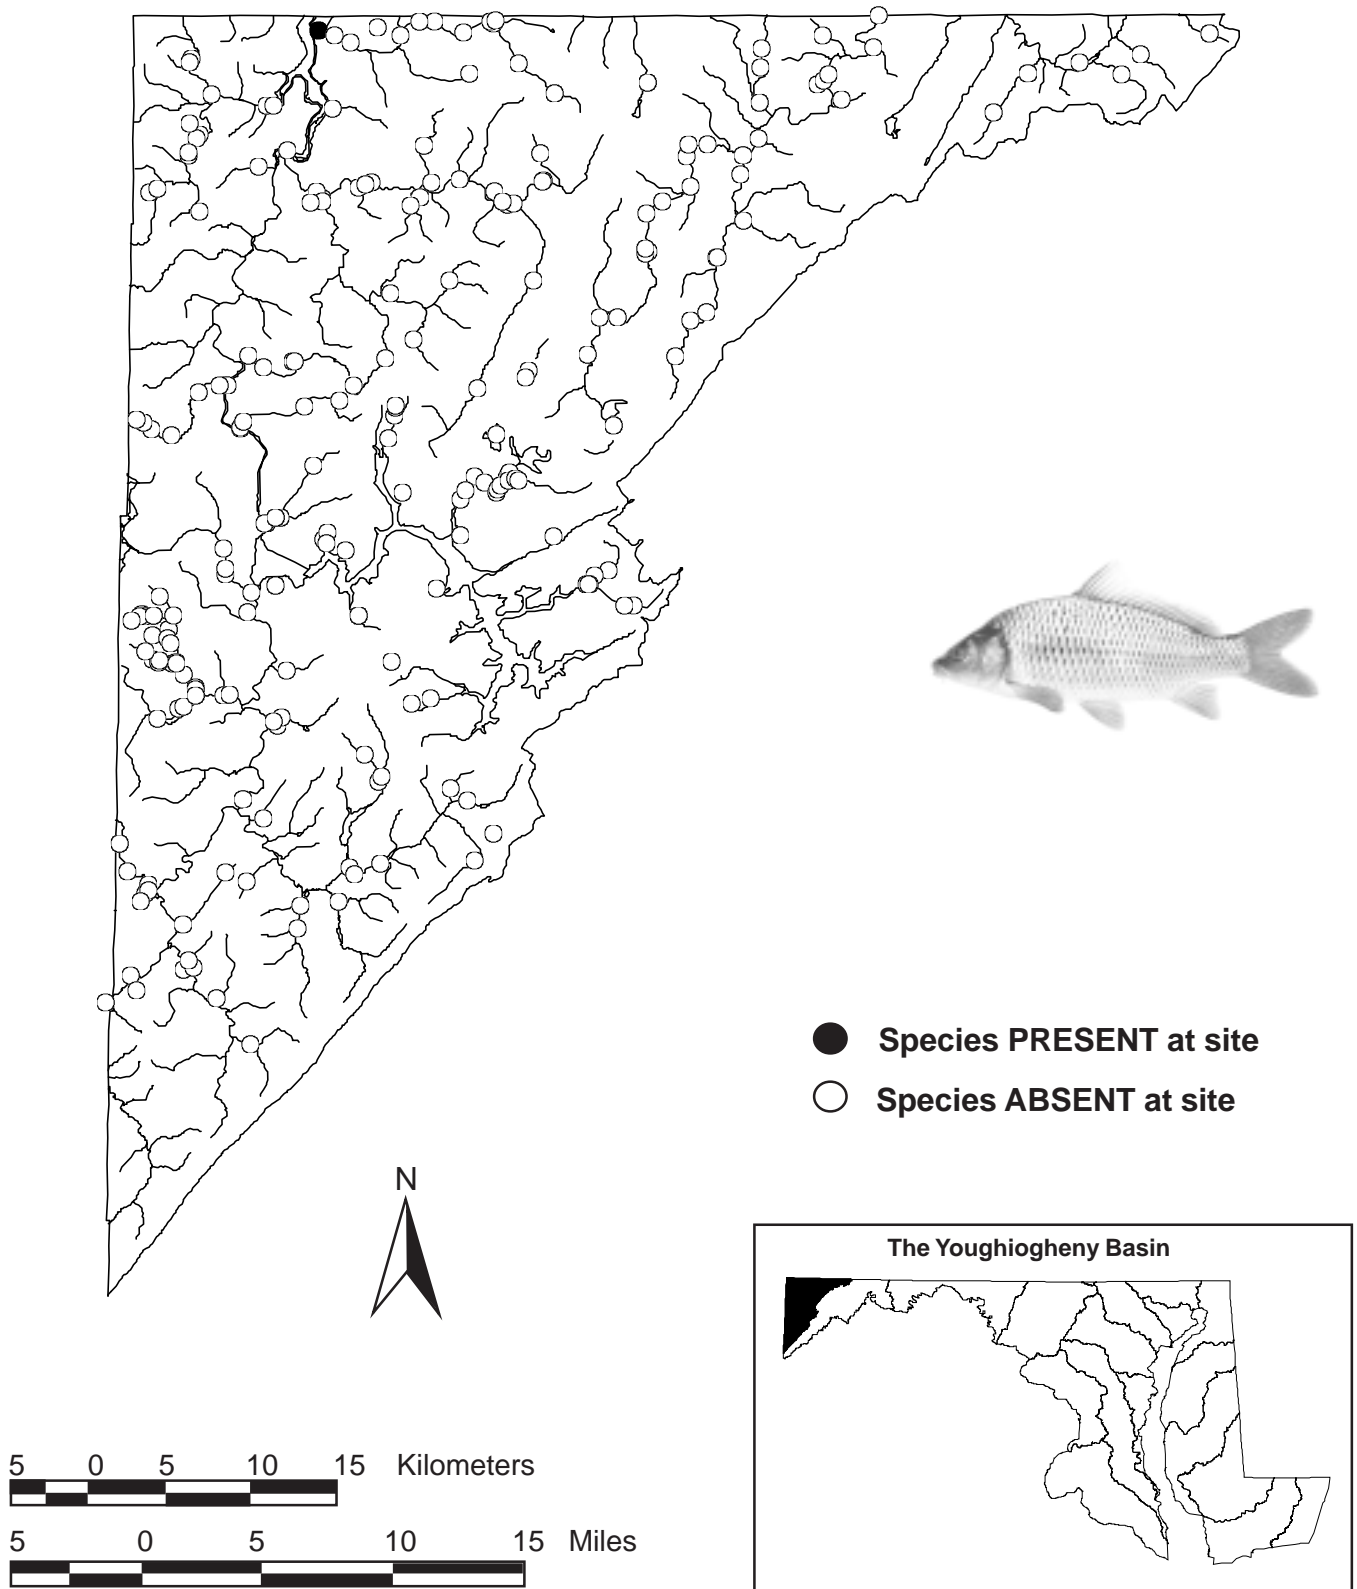 Species PRESENT at site
Species ABSENT at site
N
The Youghiogheny Basin
5 0 5 10 15 Kilometers
5 0 5 10 15 Miles